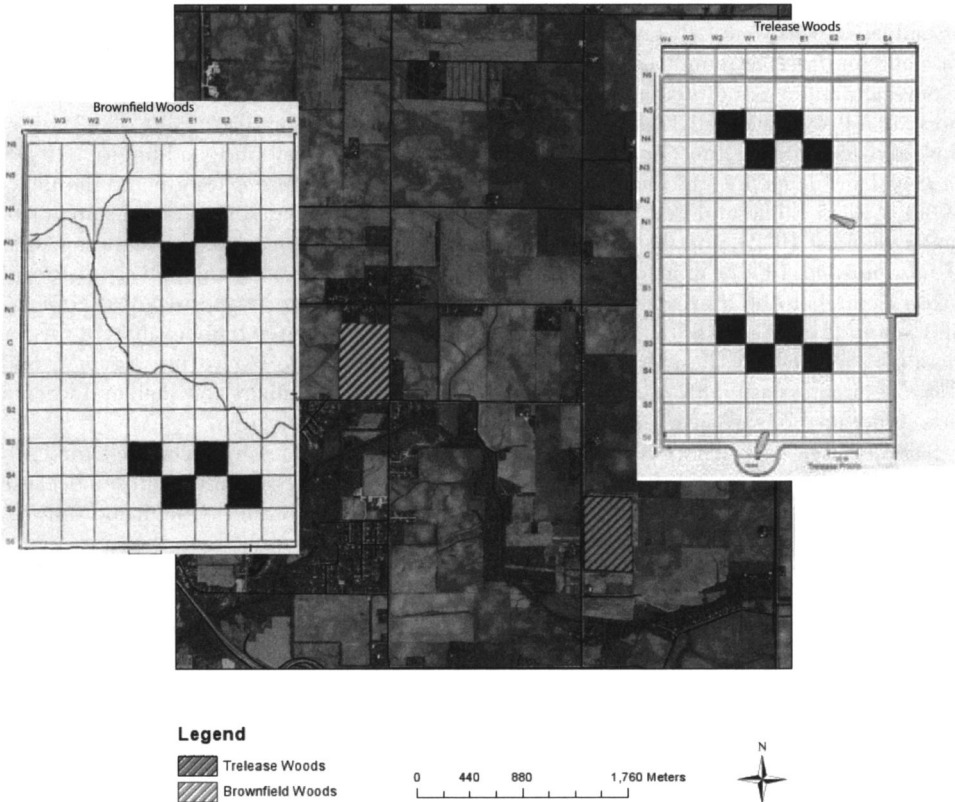 Trelease Woods
W4 W3 W2 W1 M E1 E2 E3 E4
N6
N5
N4
N3
N2
N1
C
S1
S2
S3
S4
S5
S6
Trelease Prairie
Brownfield Woods
W4 W3 W2 W1 M E1 E2 E3 E4
N6
N5
N4
N3
N2
N1
C
S1
S2
S3
S4
S5
S6
Legend
Trelease Woods
Brownfield Woods
0 440 880 1,760 Meters
N